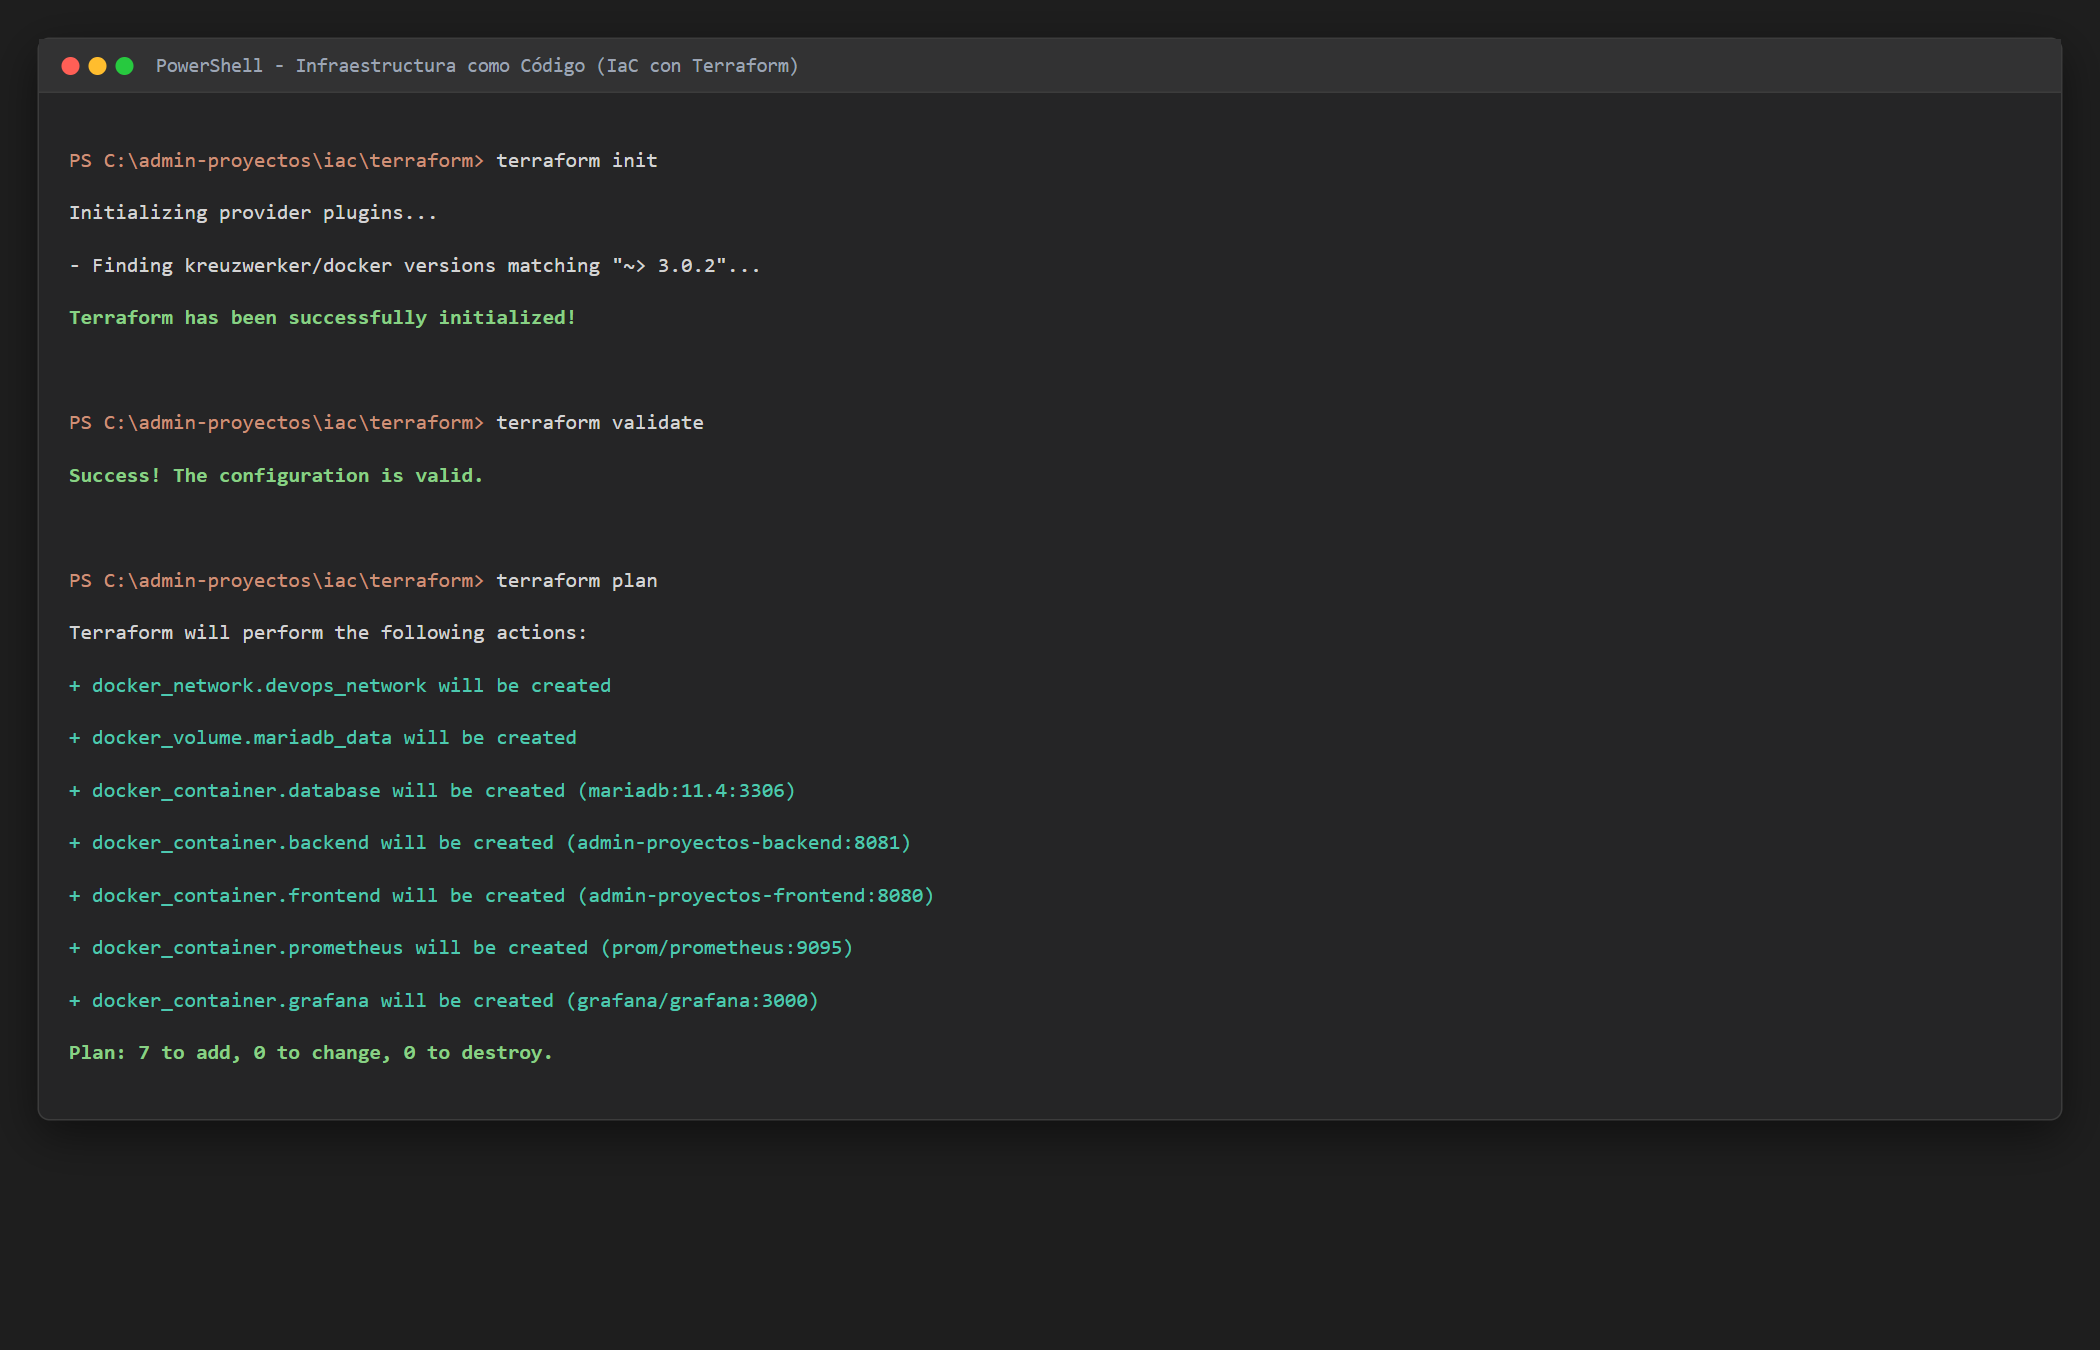 PowerShell - Infraestructura como Código (IaC con Terraform)
PS C:\admin-proyectos\iac\terraform> terraform init
Initializing provider plugins...
- Finding kreuzwerker/docker versions matching "~> 3.0.2"...
Terraform has been successfully initialized!
PS C:\admin-proyectos\iac\terraform> terraform validate
Success! The configuration is valid.
PS C:\admin-proyectos\iac\terraform> terraform plan
Terraform will perform the following actions:
+ docker_network.devops_network will be created
+ docker_volume.mariadb_data will be created
+ docker_container.database will be created (mariadb:11.4:3306)
+ docker_container.backend will be created (admin-proyectos-backend:8081)
+ docker_container.frontend will be created (admin-proyectos-frontend:8080)
+ docker_container.prometheus will be created (prom/prometheus:9095)
+ docker_container.grafana will be created (grafana/grafana:3000)
Plan: 7 to add, 0 to change, 0 to destroy.